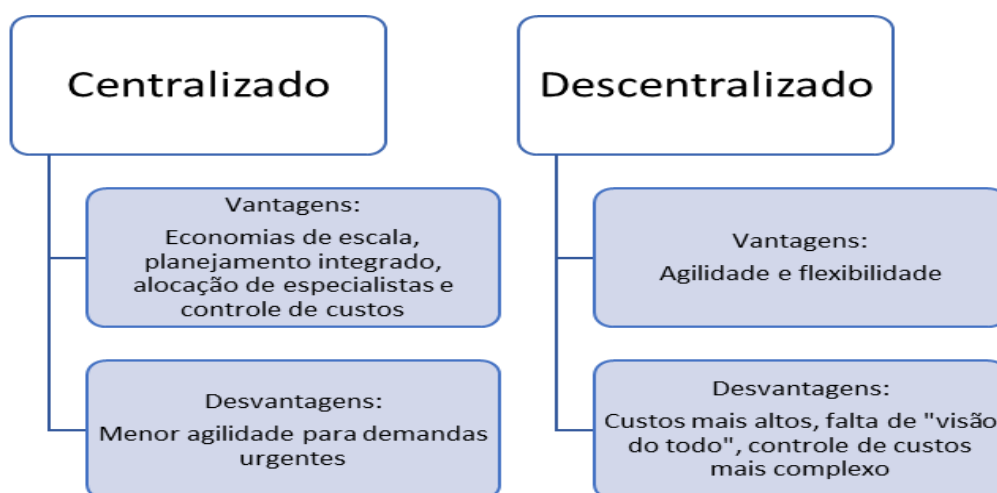 Centralizado
Vantagens:
Economias de escala,
planejamento integrado,
alocação de especialistas e
controle de custos
Desvantagens:
Menor agilidade para demandas
urgentes
Descentralizado
Vantagens:
Agilidade e flexibilidade
Desvantagens:
Custos mais altos, falta de "visão
do todo", controle de custos
mais complexo